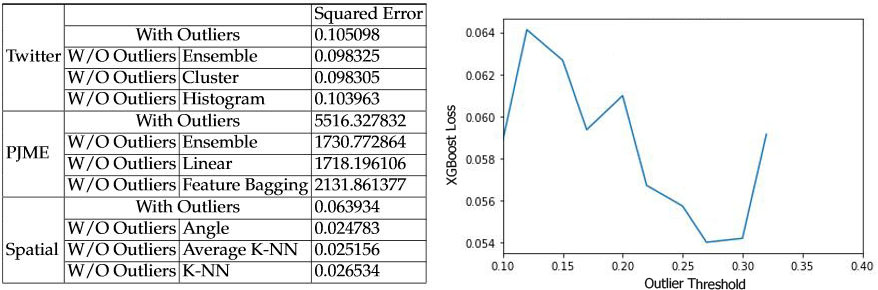 Squared Error
Twitter
With Outliers 0.105098
W/O Outliers Ensemble 0.098325
W/O Outliers Cluster 0.098305
W/O Outliers Histogram 0.103963
PJME
With Outliers 5516.327832
W/O Outliers Ensemble 1730.772864
W/O Outliers Linear 1718.196106
W/O Outliers Feature Bagging 2131.861377
Spatial
With Outliers 0.063934
W/O Outliers Angle 0.024783
W/O Outliers Average K-NN 0.025156
W/O Outliers K-NN 0.026534
XGBoost Loss
0.064
0.062
0.060
0.058
0.056
0.054
0.10 0.15 0.20 0.25 0.30 0.35 0.40
Outlier Threshold